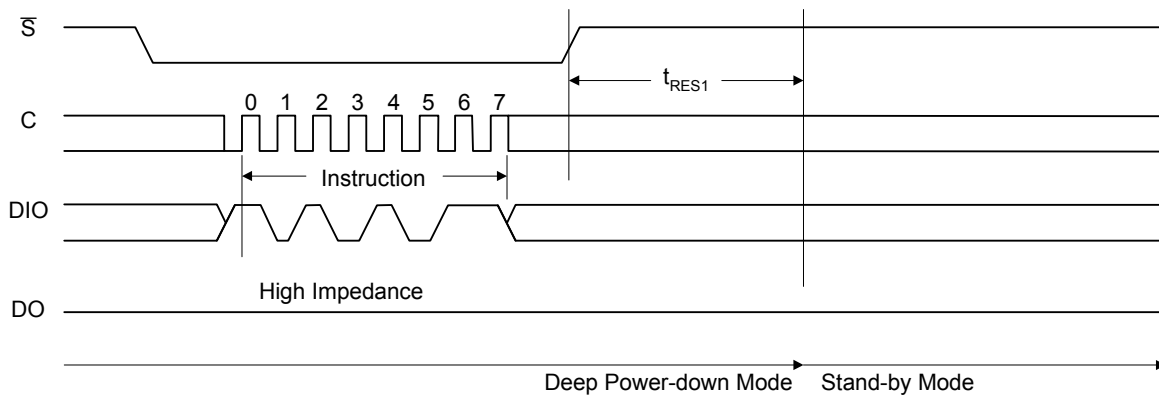 S̅
t_RES1
0 1 2 3 4 5 6 7
C
Instruction
DIO
High Impedance
DO
Deep Power-down Mode Stand-by Mode